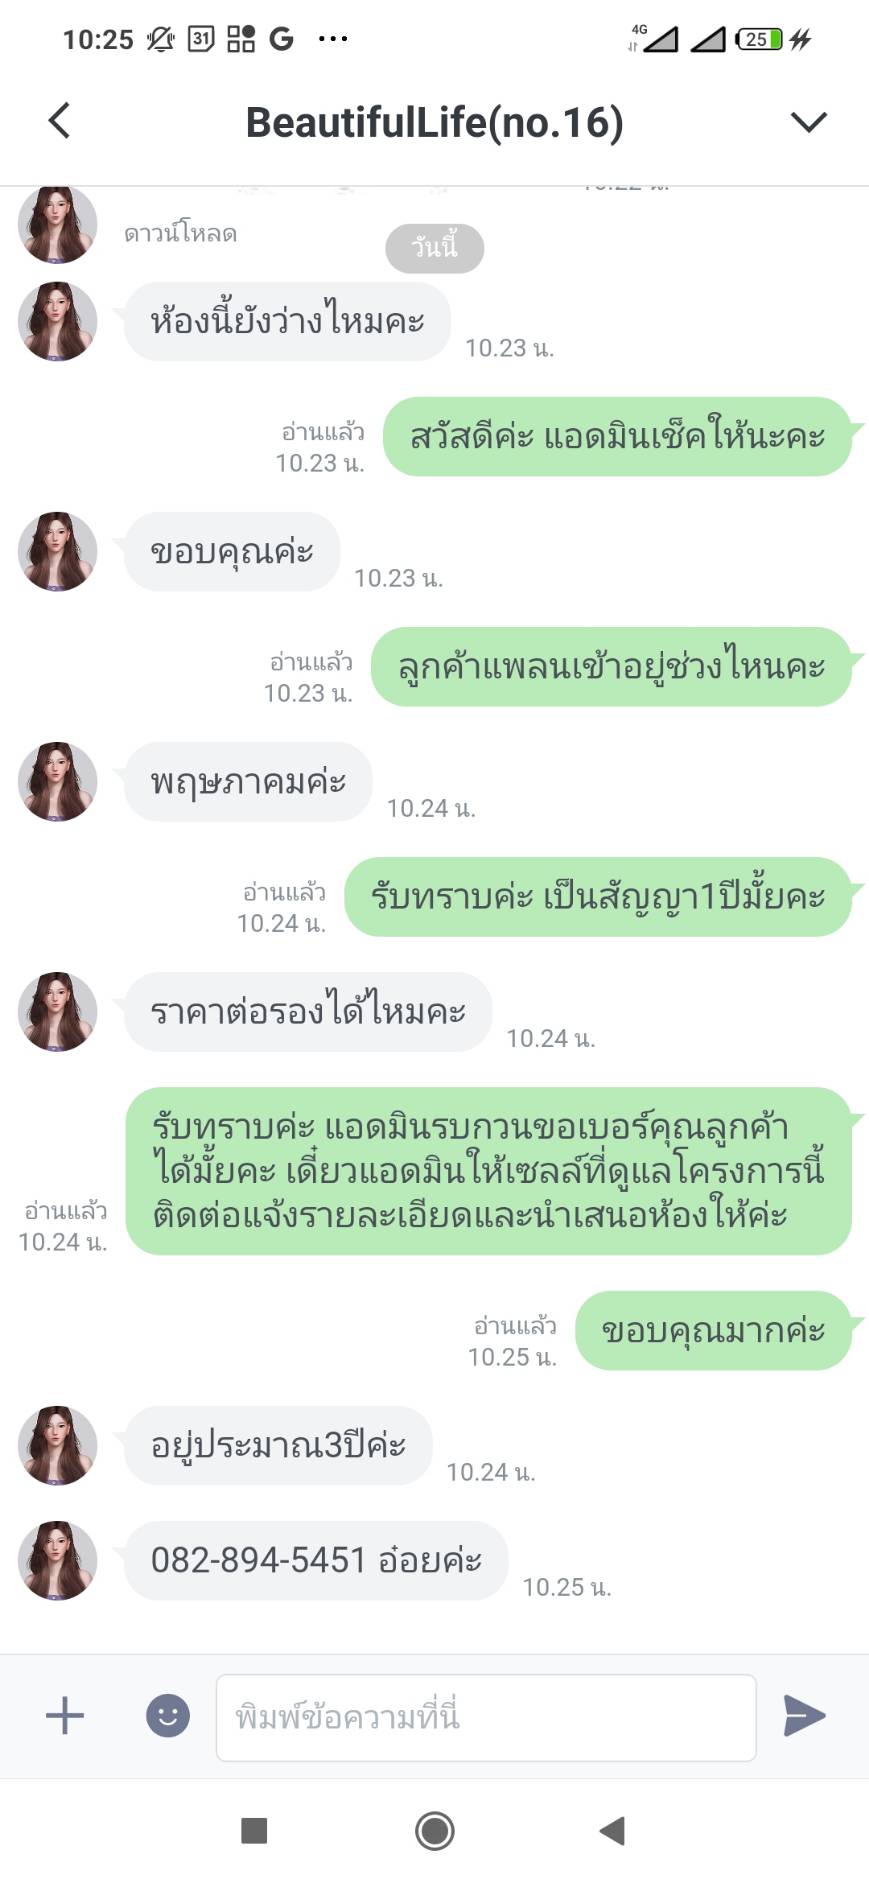 10:25 31 G ... 4G 25
BeautifulLife(no.16)
ดาวน์โหลด
วันนี้
ห้องนี้ยังว่างไหมคะ
10.23 น.
สวัสดีค่ะ แอดมินเช็คให้นะคะ
อ่านแล้ว
10.23 น.
ขอบคุณค่ะ
10.23 น.
ลูกค้าแพลนเข้าอยู่ช่วงไหนคะ
อ่านแล้ว
10.23 น.
พฤษภาคมค่ะ
10.24 น.
รับทราบค่ะ เป็นสัญญา1ปีมั้ยคะ
อ่านแล้ว
10.24 น.
ราคาต่อรองได้ไหมคะ
10.24 น.
รับทราบค่ะ แอดมินรบกวนขอเบอร์คุณลูกค้า
ได้มั้ยคะ เดี๋ยวแอดมินให้เซลล์ที่ดูแลโครงการนี้
ติดต่อแจ้งรายละเอียดและนำเสนอห้องให้ค่ะ
อ่านแล้ว
10.24 น.
ขอบคุณมากค่ะ
อ่านแล้ว
10.25 น.
อยู่ประมาณ3ปีค่ะ
10.24 น.
082-894-5451 อ๋อยค่ะ
10.25 น.
พิมพ์ข้อความที่นี่